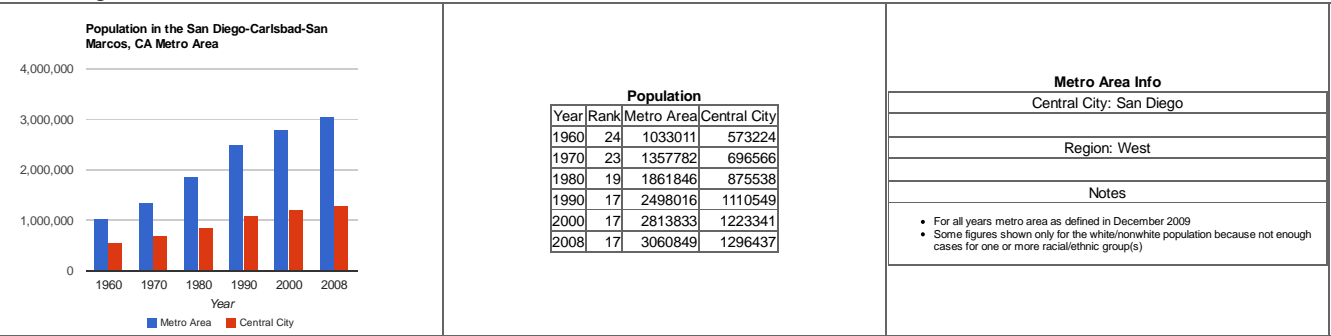 Population in the San Diego-Carlsbad-San
Marcos, CA Metro Area
4,000,000
3,000,000
2,000,000
1,000,000
0
1960 1970 1980 1990 2000 2008
Year
Metro Area Central City
Population
Year Rank Metro Area Central City
1960 24 1033011 573224
1970 23 1357782 696566
1980 19 1861846 875538
1990 17 2498016 1110549
2000 17 2813833 1223341
2008 17 3060849 1296437
Metro Area Info
Central City: San Diego
Region: West
Notes
• For all years metro area as defined in December 2009
• Some figures shown only for the white/nonwhite population because not enough
cases for one or more racial/ethnic group(s)